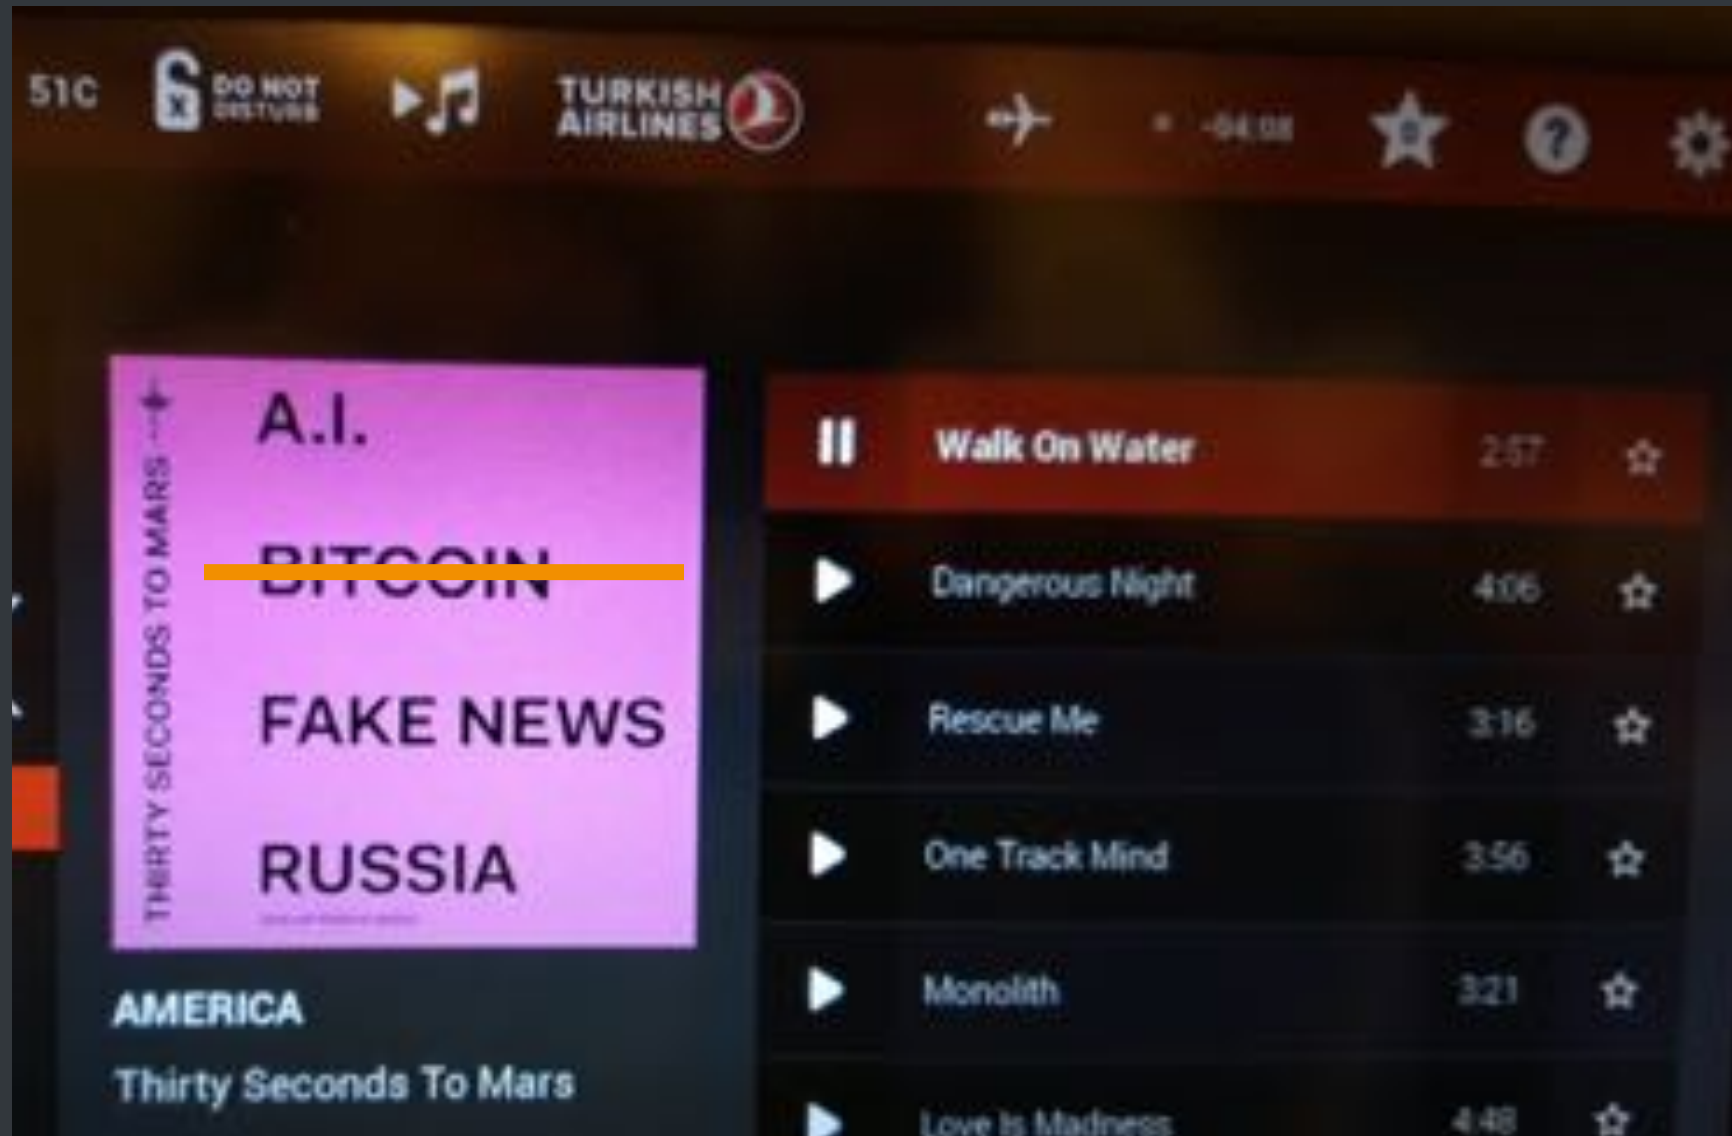 51C
DO NOT
DISTURB
TURKISH
AIRLINES
-04:08
0
?
THIRTY SECONDS TO MARS
A.I.
BITCOIN
FAKE NEWS
RUSSIA
AMERICA
Thirty Seconds To Mars
Walk On Water 2:57
Dangerous Night 4:06
Rescue Me 3:16
One Track Mind 3:56
Monolith 3:21
Love Is Madness 4:48